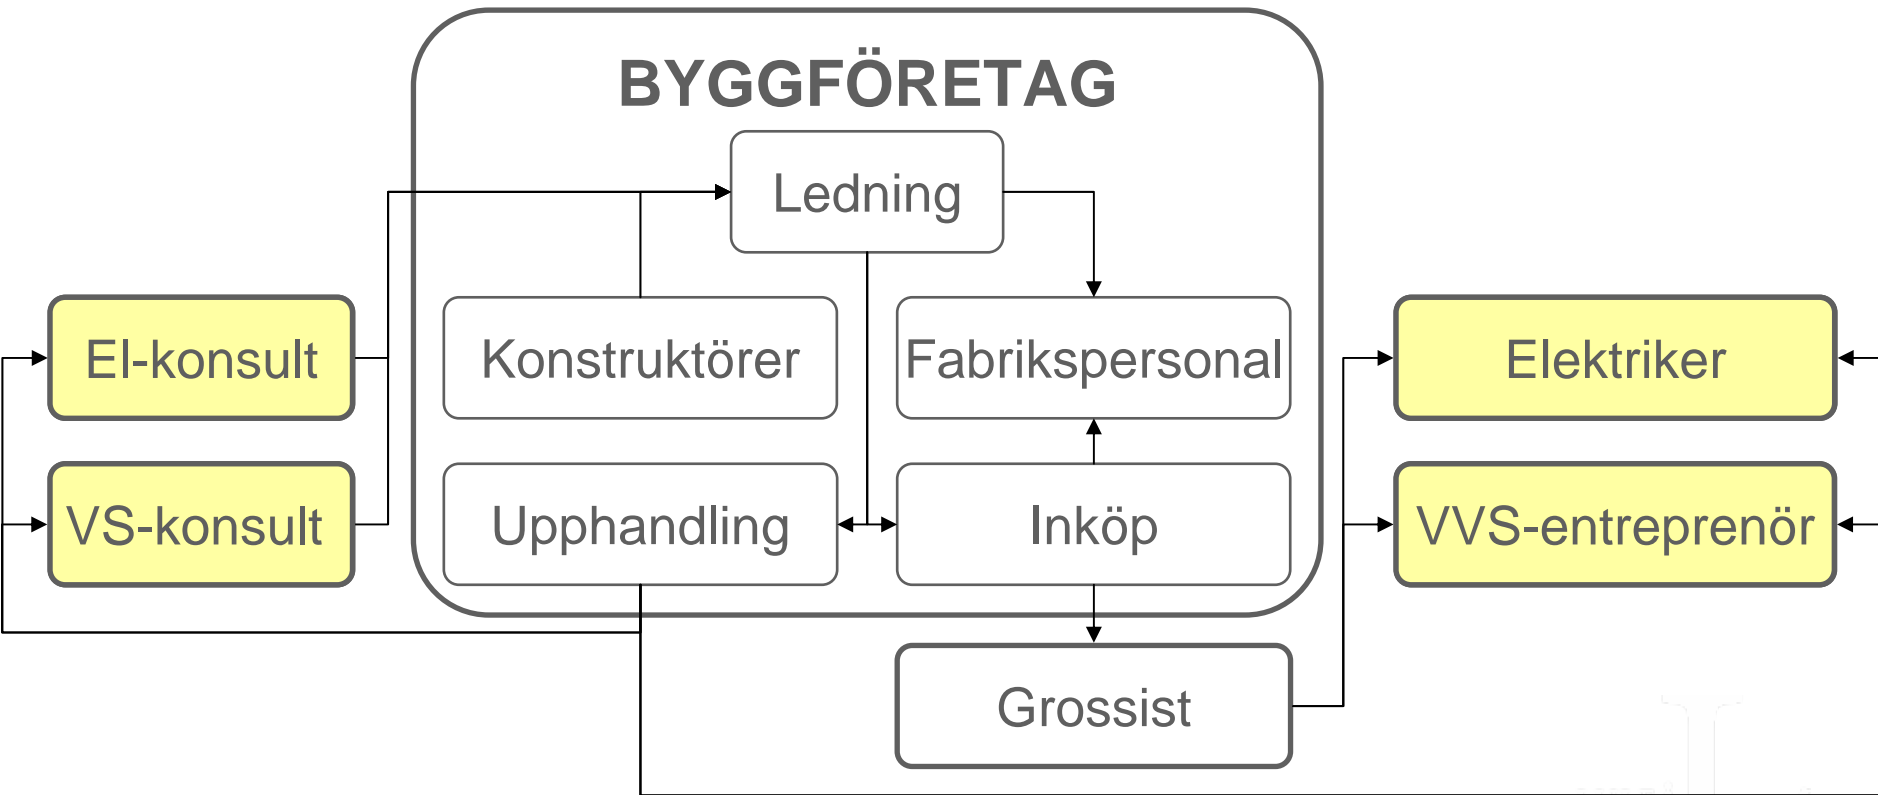 BYGGFÖRETAG
Ledning
El-konsult
Konstruktörer
Fabrikspersonal
Elektriker
VS-konsult
Upphandling
Inköp
VVS-entreprenör
Grossist